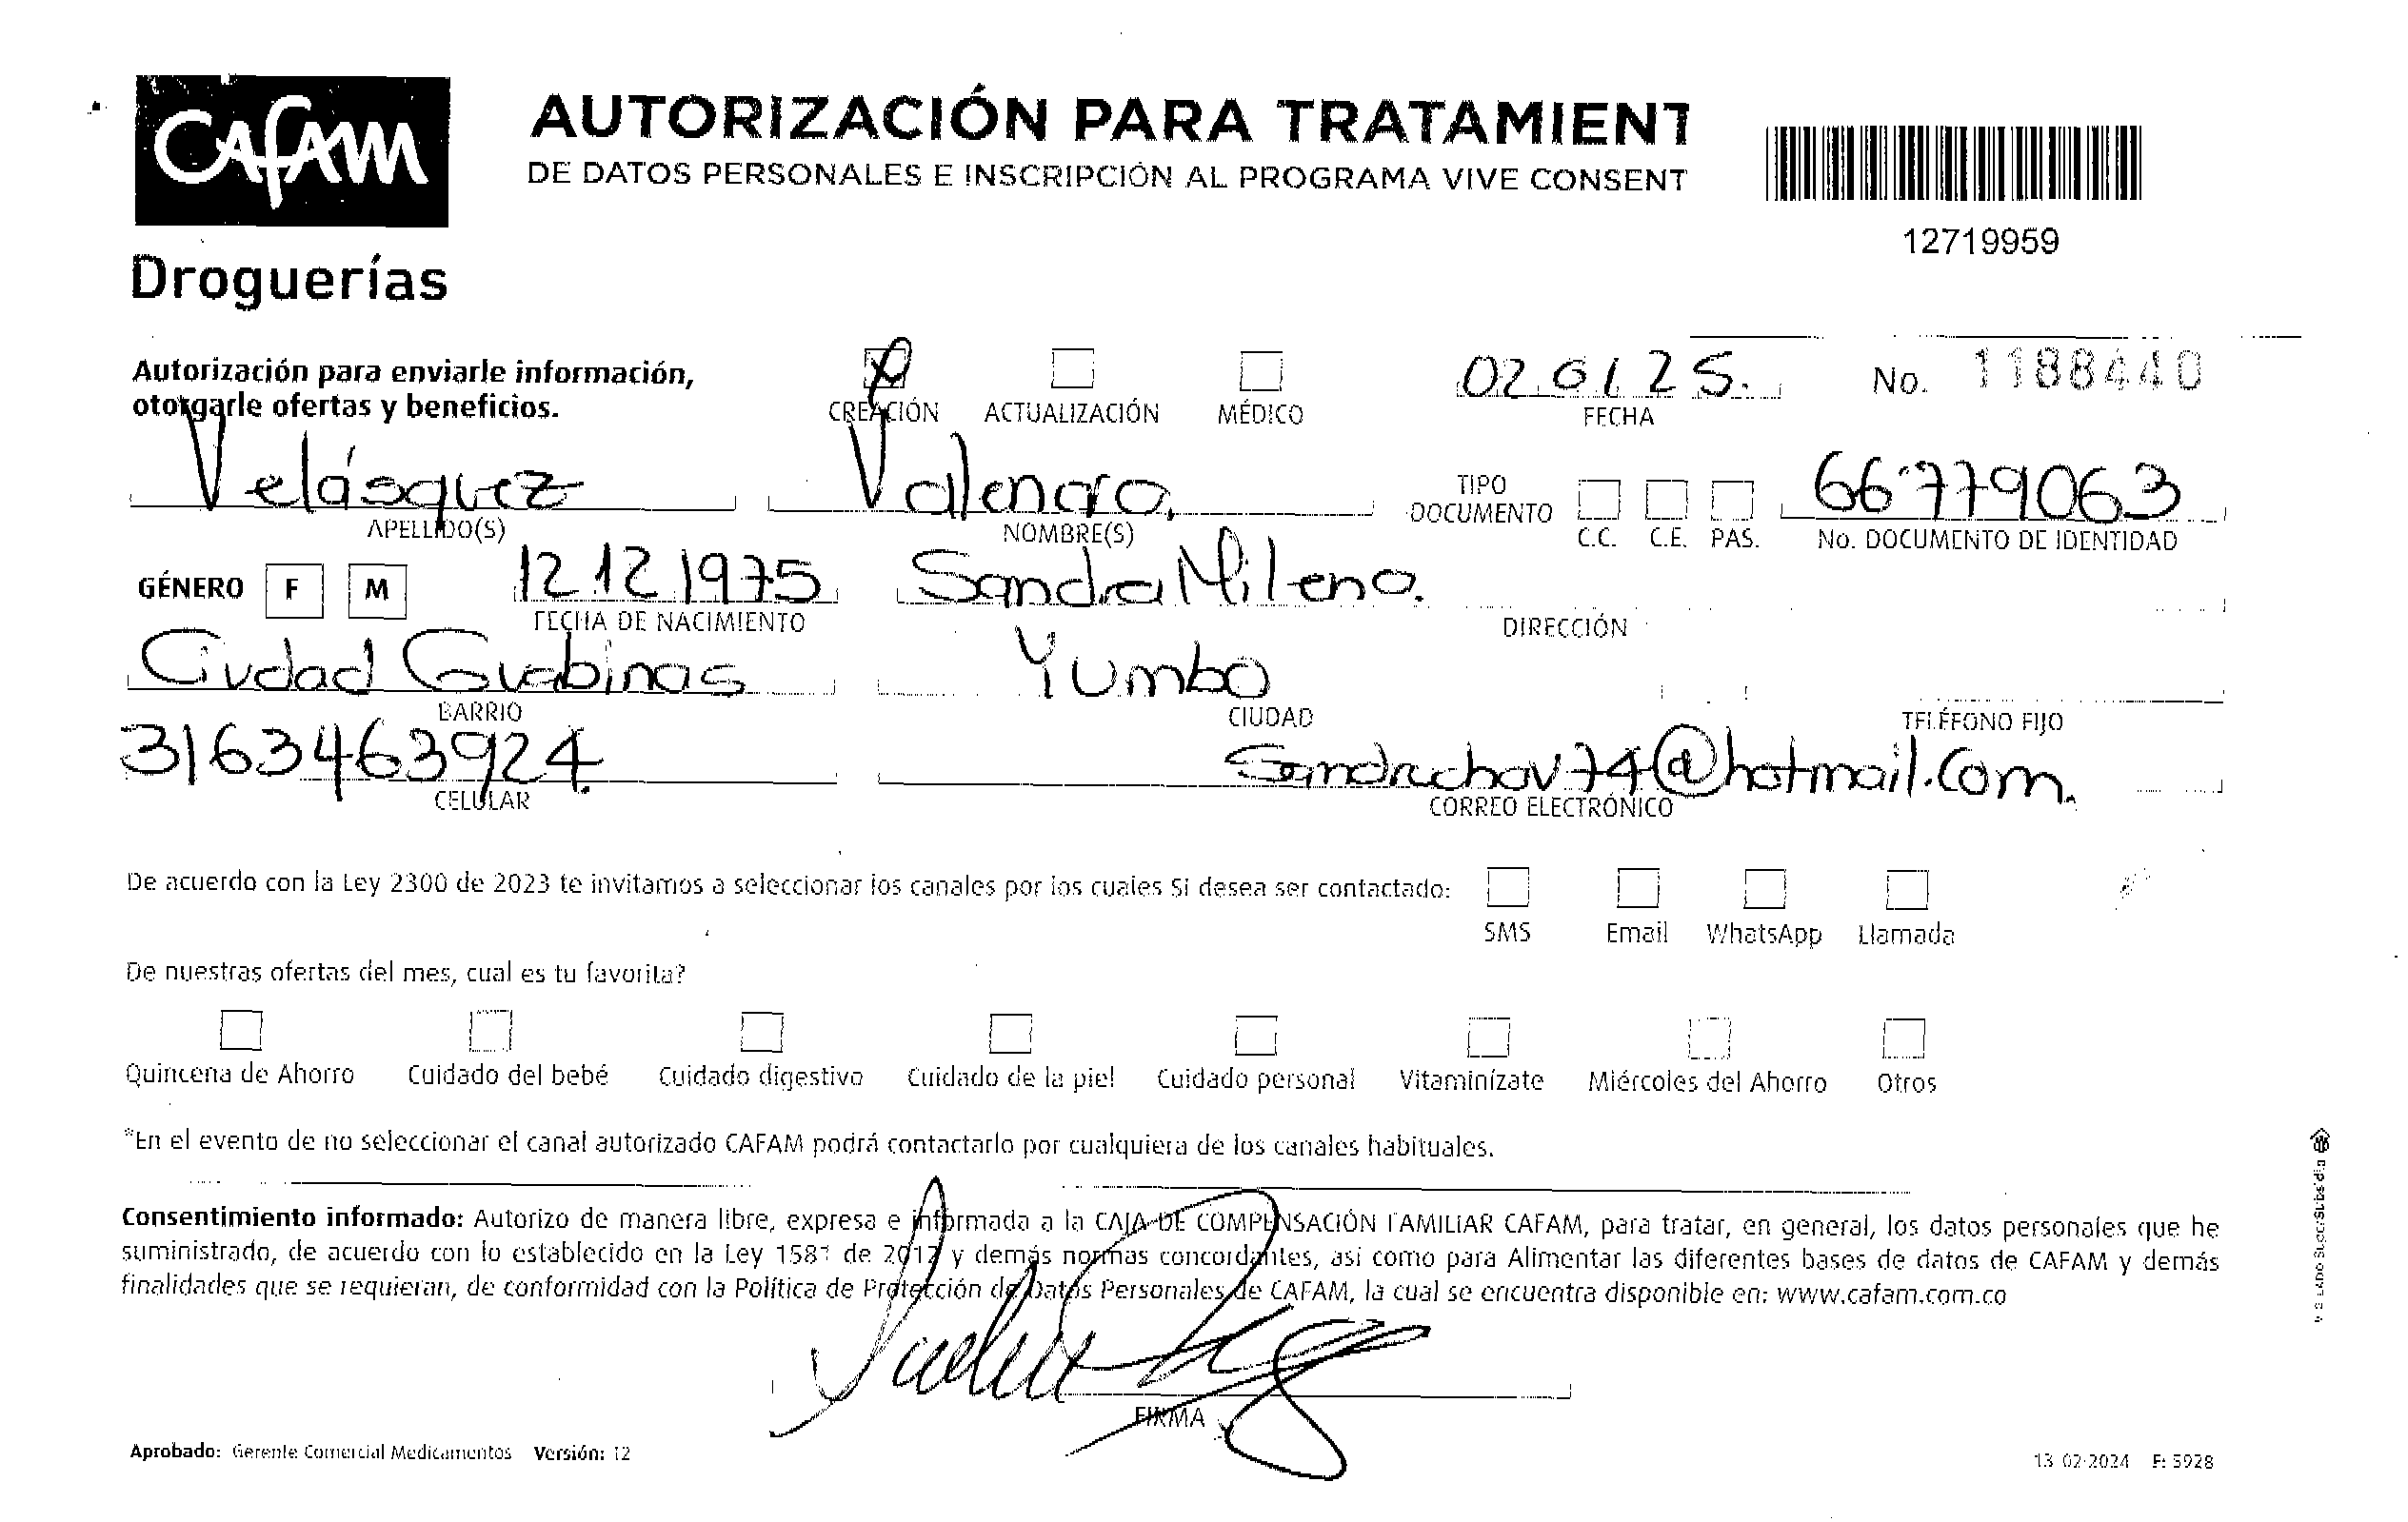 CAFAM
Droguerías
AUTORIZACIÓN PARA TRATAMIENT
DE DATOS PERSONALES E INSCRIPCIÓN AL PROGRAMA VIVE CONSENT
12719959
Autorización para enviarle información,
otorgarle ofertas y beneficios.
CREACIÓN ACTUALIZACIÓN MÉDICO
02 01 25.
FECHA
No. 1188440
Velásquez Valencia.
APELLIDO(S) NOMBRE(S)
TIPO
DOCUMENTO
C.C. C.E. PAS.
66779063
No. DOCUMENTO DE IDENTIDAD
GÉNERO F M
12 12 1975 Sandra Milena.
FECHA DE NACIMIENTO DIRECCIÓN
Ciudad Guabinas Yumbo
BARRIO CIUDAD TELÉFONO FIJO
3163463924. Sandrachov74@hotmail.com.
CELULAR CORREO ELECTRÓNICO
De acuerdo con la Ley 2300 de 2023 te invitamos a seleccionar los canales por los cuales Si desea ser contactado:
SMS Email WhatsApp Llamada
De nuestras ofertas del mes, cual es tu favorita?
Quincena de Ahorro Cuidado del bebé Cuidado digestivo Cuidado de la piel Cuidado personal Vitaminízate Miércoles del Ahorro Otros
*En el evento de no seleccionar el canal autorizado CAFAM podrá contactarlo por cualquiera de los canales habituales.
Consentimiento informado: Autorizo de manera libre, expresa e informada a la CAJA DE COMPENSACIÓN FAMILIAR CAFAM, para tratar, en general, los datos personales que he
suministrado, de acuerdo con lo establecido en la Ley 1581 de 2012 y demás normas concordantes, asi como para Alimentar las diferentes bases de datos de CAFAM y demás
finalidades que se requieran, de conformidad con la Política de Protección de Datos Personales de CAFAM, la cual se encuentra disponible en: www.cafam.com.co
FIRMA
Aprobado: Gerente Comercial Medicamentos Versión: 12
13-02-2024 F: 5928